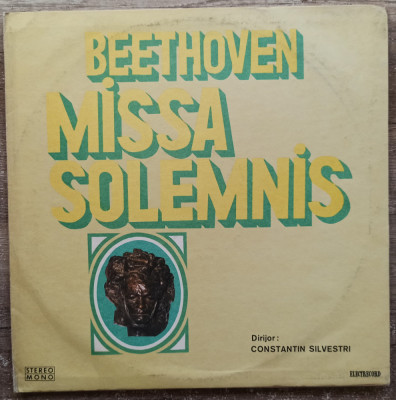 BEETHOVEN
MiSSA
SOLEMNiS
Dirijor:
CONSTANTIN SILVESTRI
STEREO
MONO
ELECTRECORD